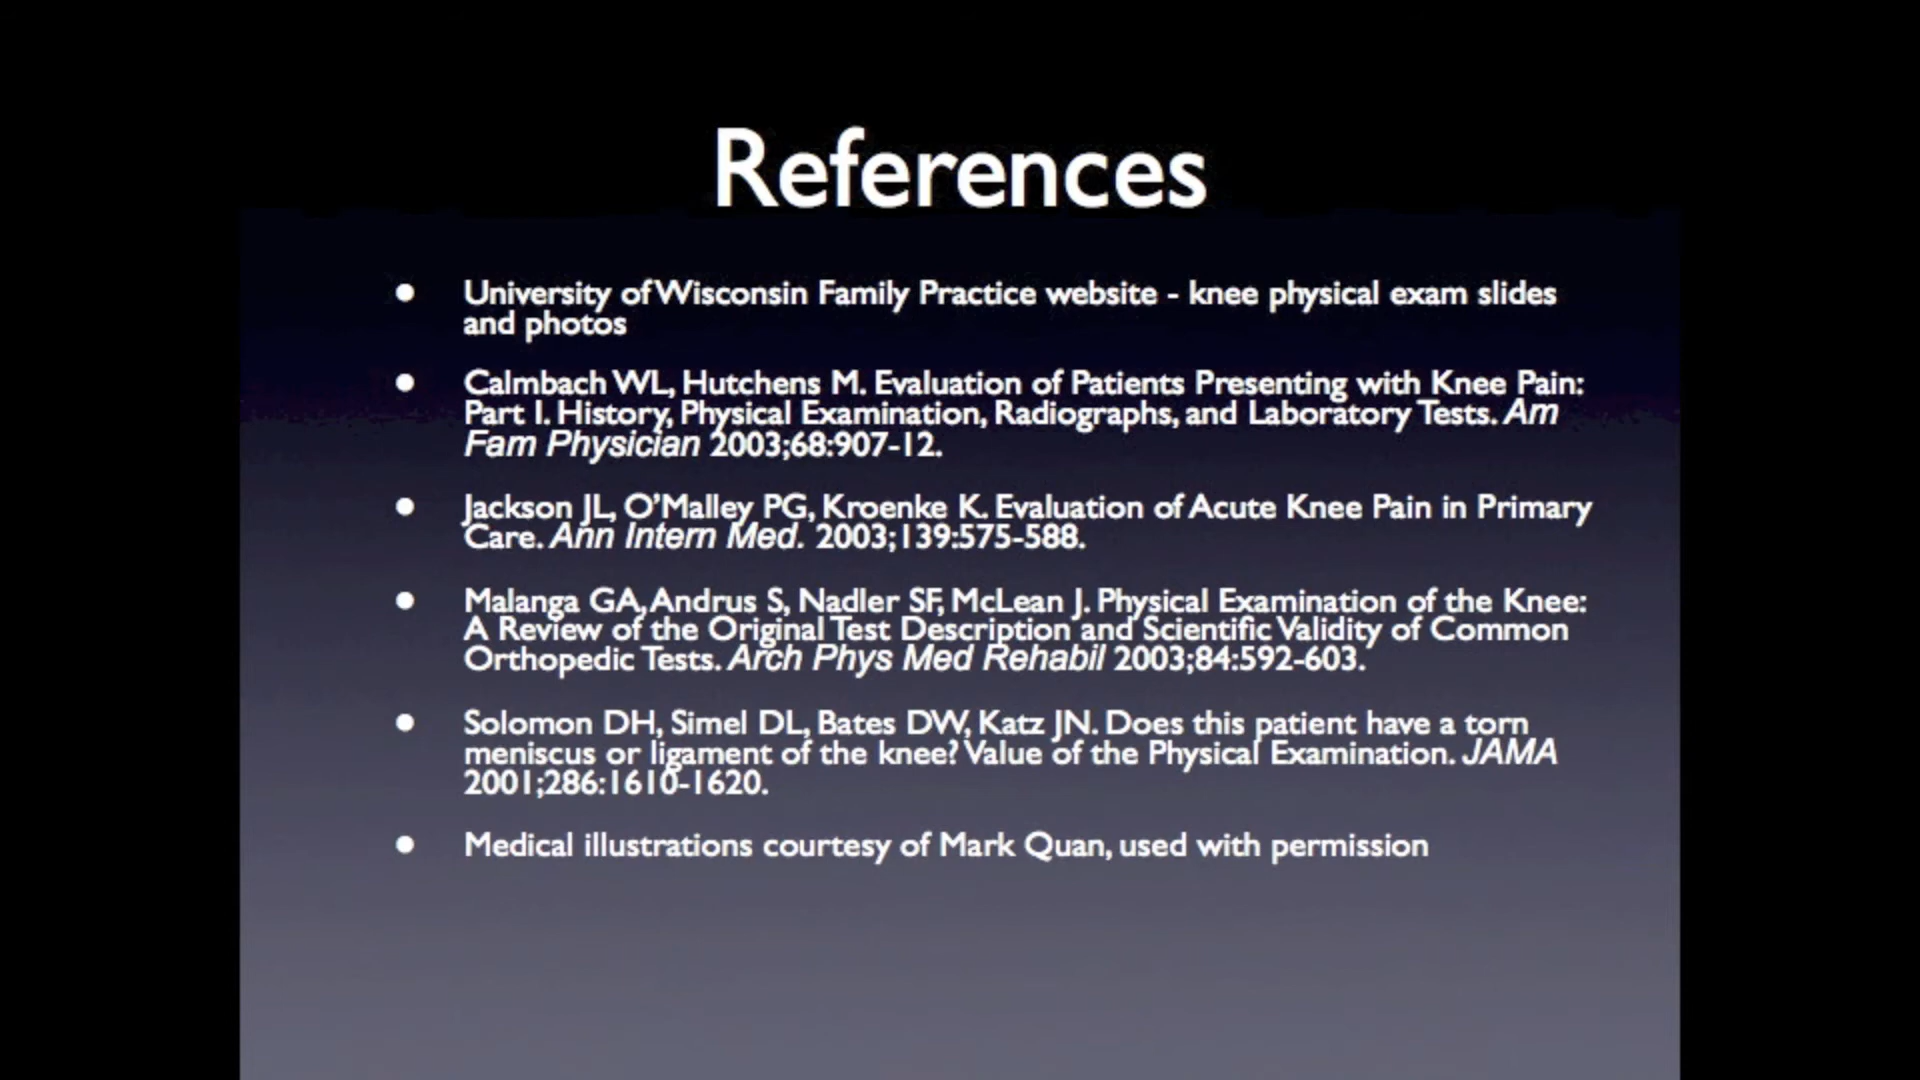 References
• University of Wisconsin Family Practice website - knee physical exam slides
and photos
• Calmbach WL, Hutchens M. Evaluation of Patients Presenting with Knee Pain:
Part I. History, Physical Examination, Radiographs, and Laboratory Tests. Am
Fam Physician 2003;68:907-12.
• Jackson JL, O’Malley PG, Kroenke K. Evaluation of Acute Knee Pain in Primary
Care. Ann Intern Med. 2003;139:575-588.
• Malanga GA, Andrus S, Nadler SF, McLean J. Physical Examination of the Knee:
A Review of the Original Test Description and Scientific Validity of Common
Orthopedic Tests. Arch Phys Med Rehabil 2003;84:592-603.
• Solomon DH, Simel DL, Bates DW, Katz JN. Does this patient have a torn
meniscus or ligament of the knee? Value of the Physical Examination. JAMA
2001;286:1610-1620.
• Medical illustrations courtesy of Mark Quan, used with permission